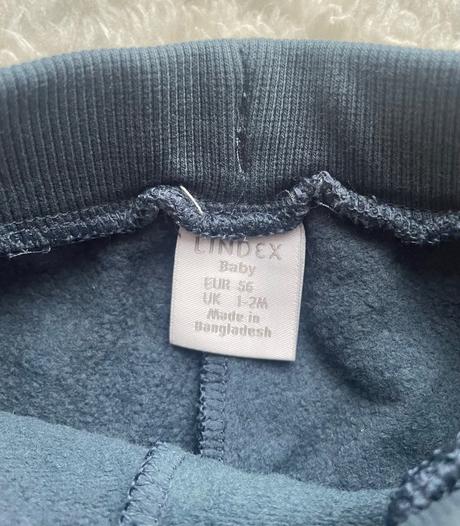 LINDEX
Baby
EUR 56
UK 1-2M
Made in
Bangladesh